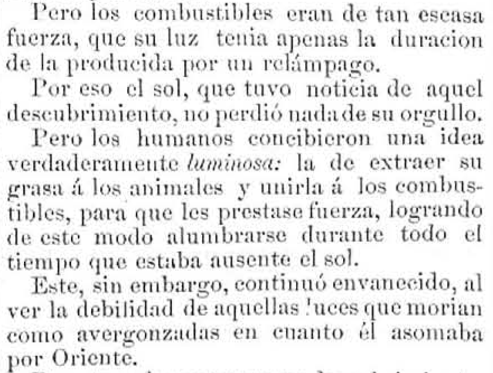 Pero los combustibles eran de tan escasa
fuerza, que su luz tenia apenas la duracion
de la producida por un relámpago.
Por eso el sol, que tuvo noticia de aquel
descubrimiento, no perdió nada de su orgullo.
Pero los humanos concibieron una idea
verdaderamente luminosa: la de extraer su
grasa á los animales y unirla á los combus-
tibles, para que les prestase fuerza, logrando
de este modo alumbrarse durante todo el
tiempo que estaba ausente el sol.
Este, sin embargo, continuó envanecido, al
ver la debilidad de aquellas luces que morian
como avergonzadas en cuanto él asomaba
por Oriente.